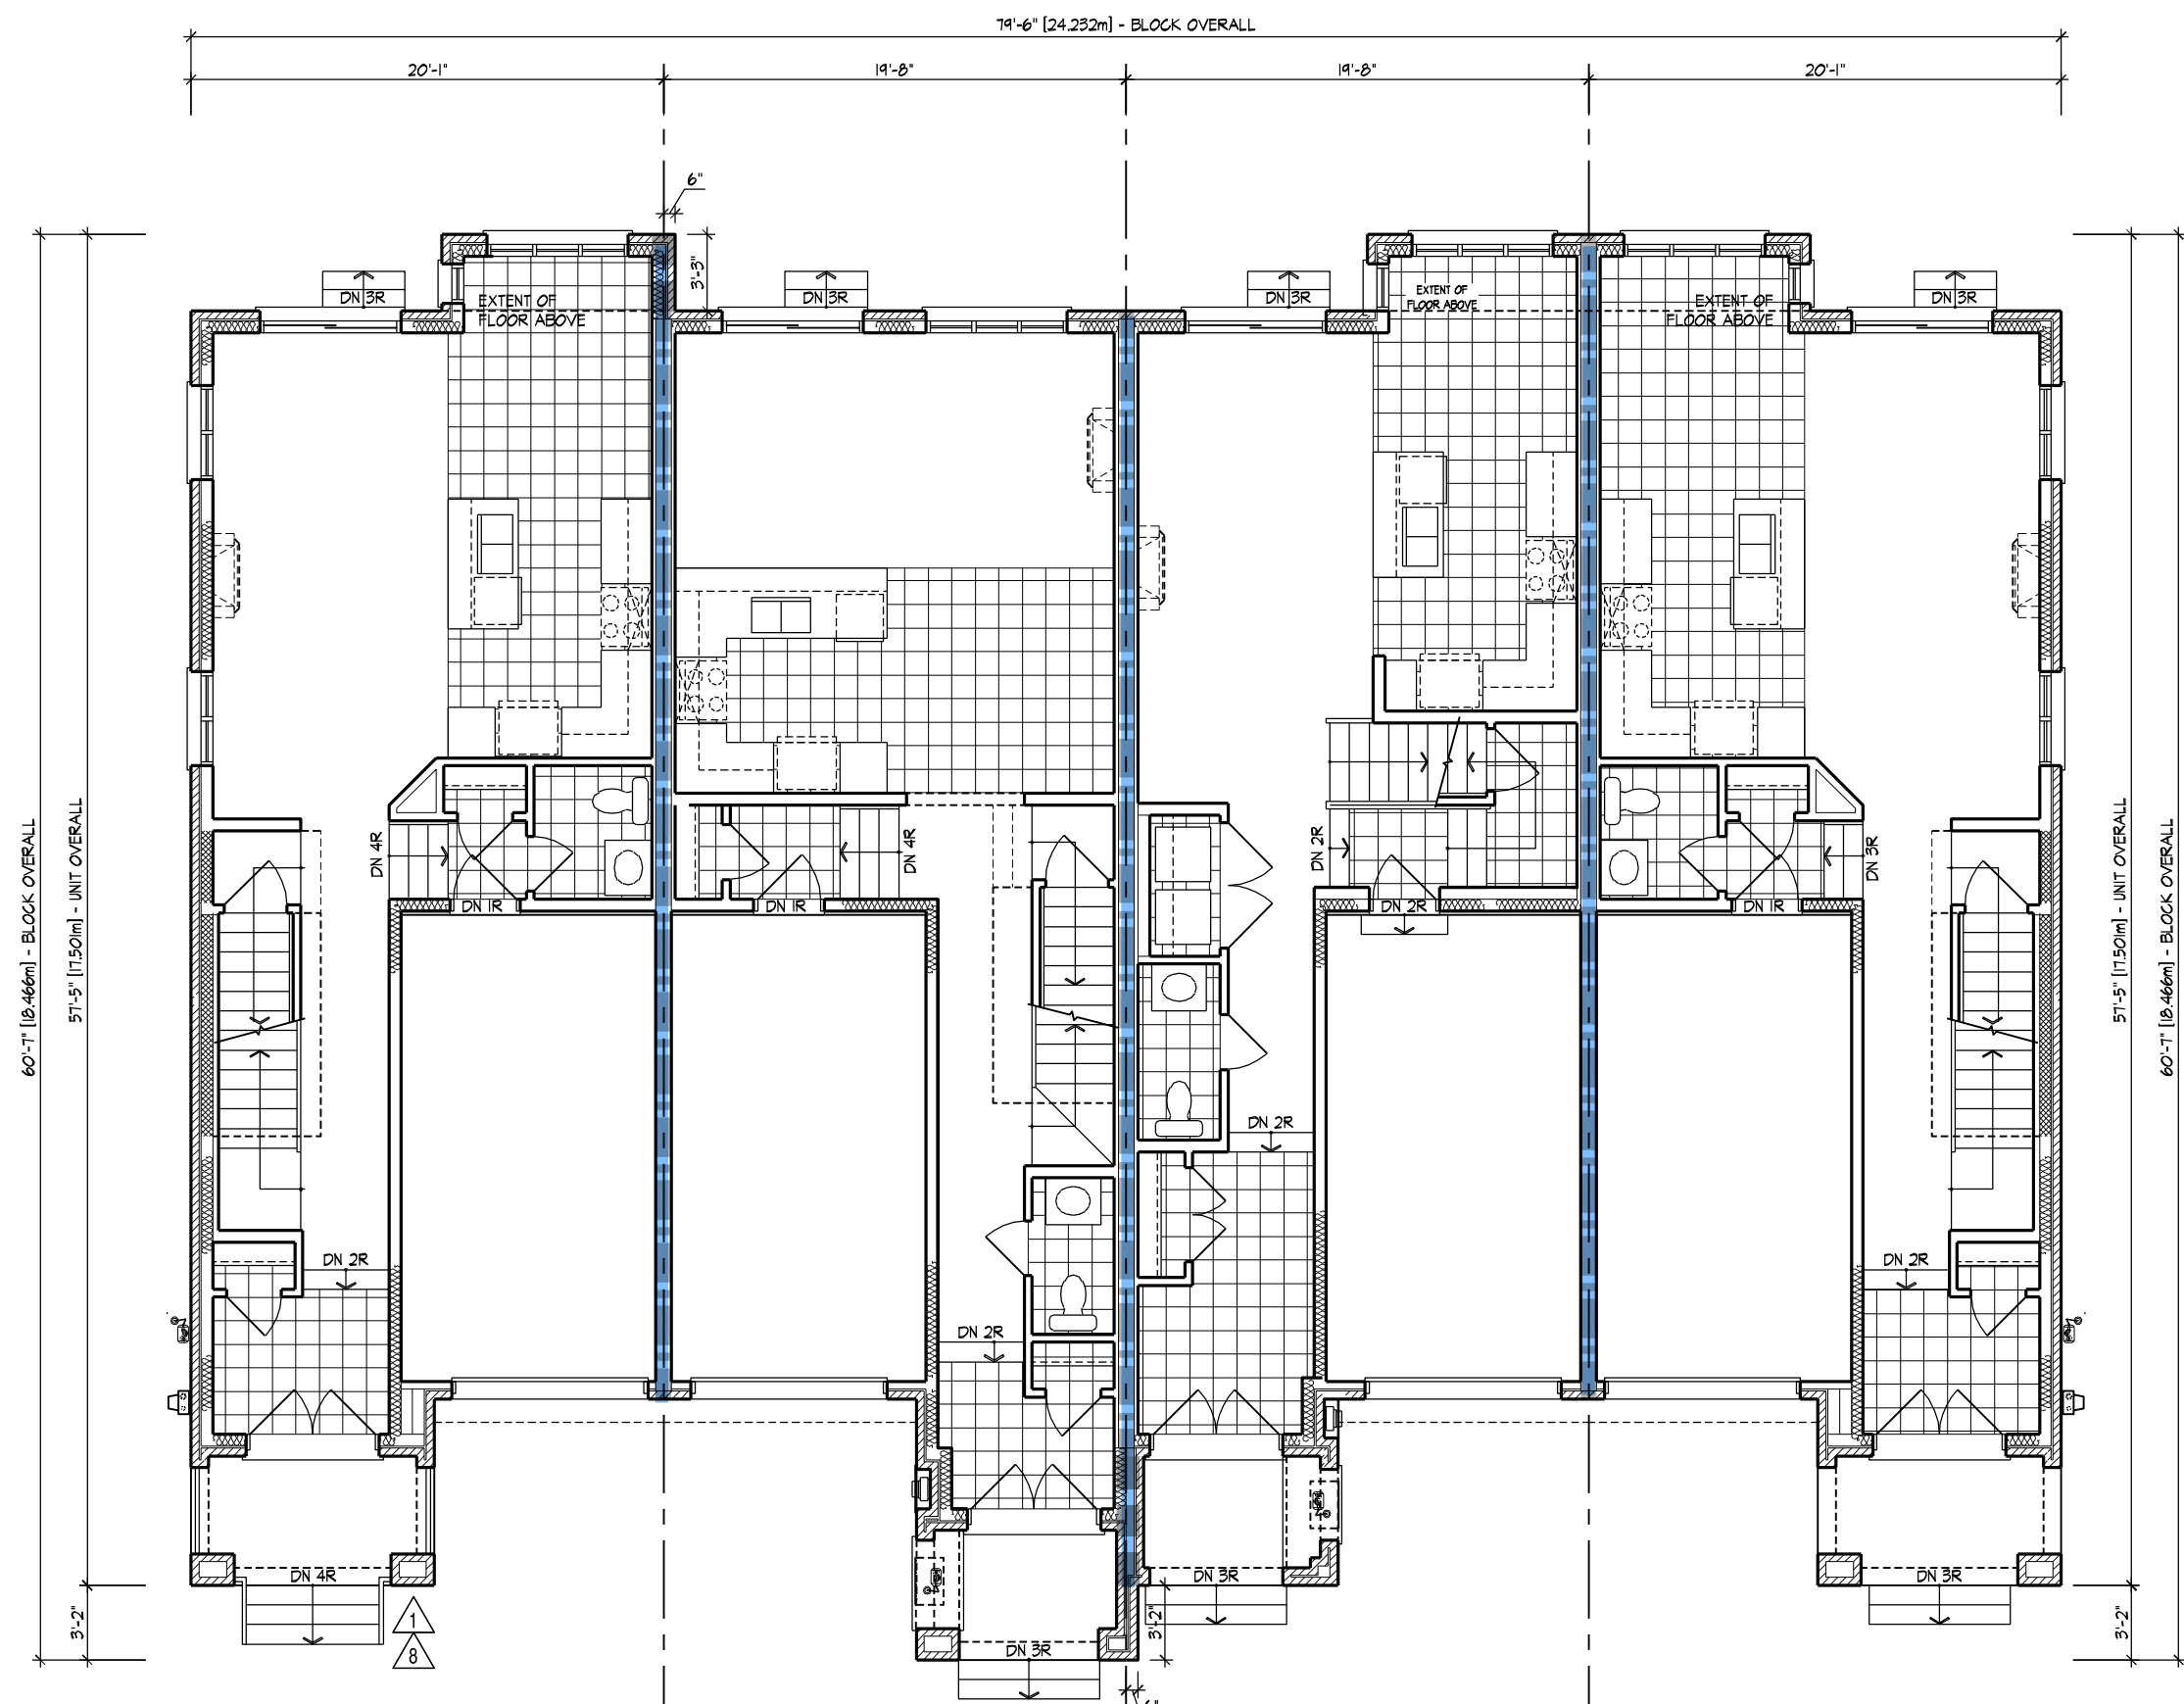 79'-6" [24.232m] - BLOCK OVERALL
20'-1"
19'-8"
19'-8"
20'-1"
6"
3'-3"
DN 3R
DN 3R
DN 3R
DN 3R
EXTENT OF
FLOOR ABOVE
EXTENT OF
FLOOR ABOVE
EXTENT OF
FLOOR ABOVE
60'-7" [18.466m] - BLOCK OVERALL
57'-5" [17.501m] - UNIT OVERALL
57'-5" [17.501m] - UNIT OVERALL
60'-7" [18.466m] - BLOCK OVERALL
DN 4R
DN 4R
DN 2R
DN 3R
DN 1R
DN 1R
DN 2R
DN 1R
DN 2R
DN 2R
DN 2R
DN 2R
DN 4R
DN 3R
DN 3R
1
8
3'-2"
3'-2"
3'-2"
DN 3R